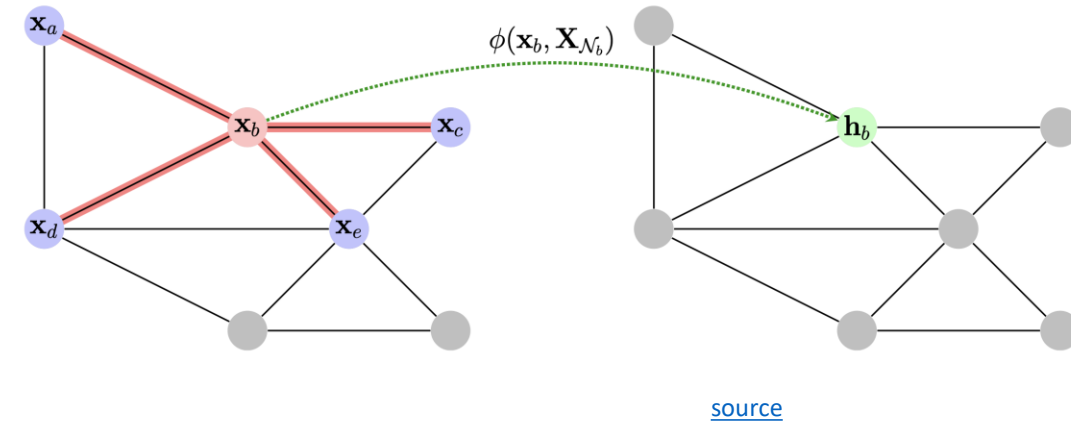 x_a
ϕ(x_b, X_{𝒩_b})
x_b
x_c
h_b
x_d
x_e
source